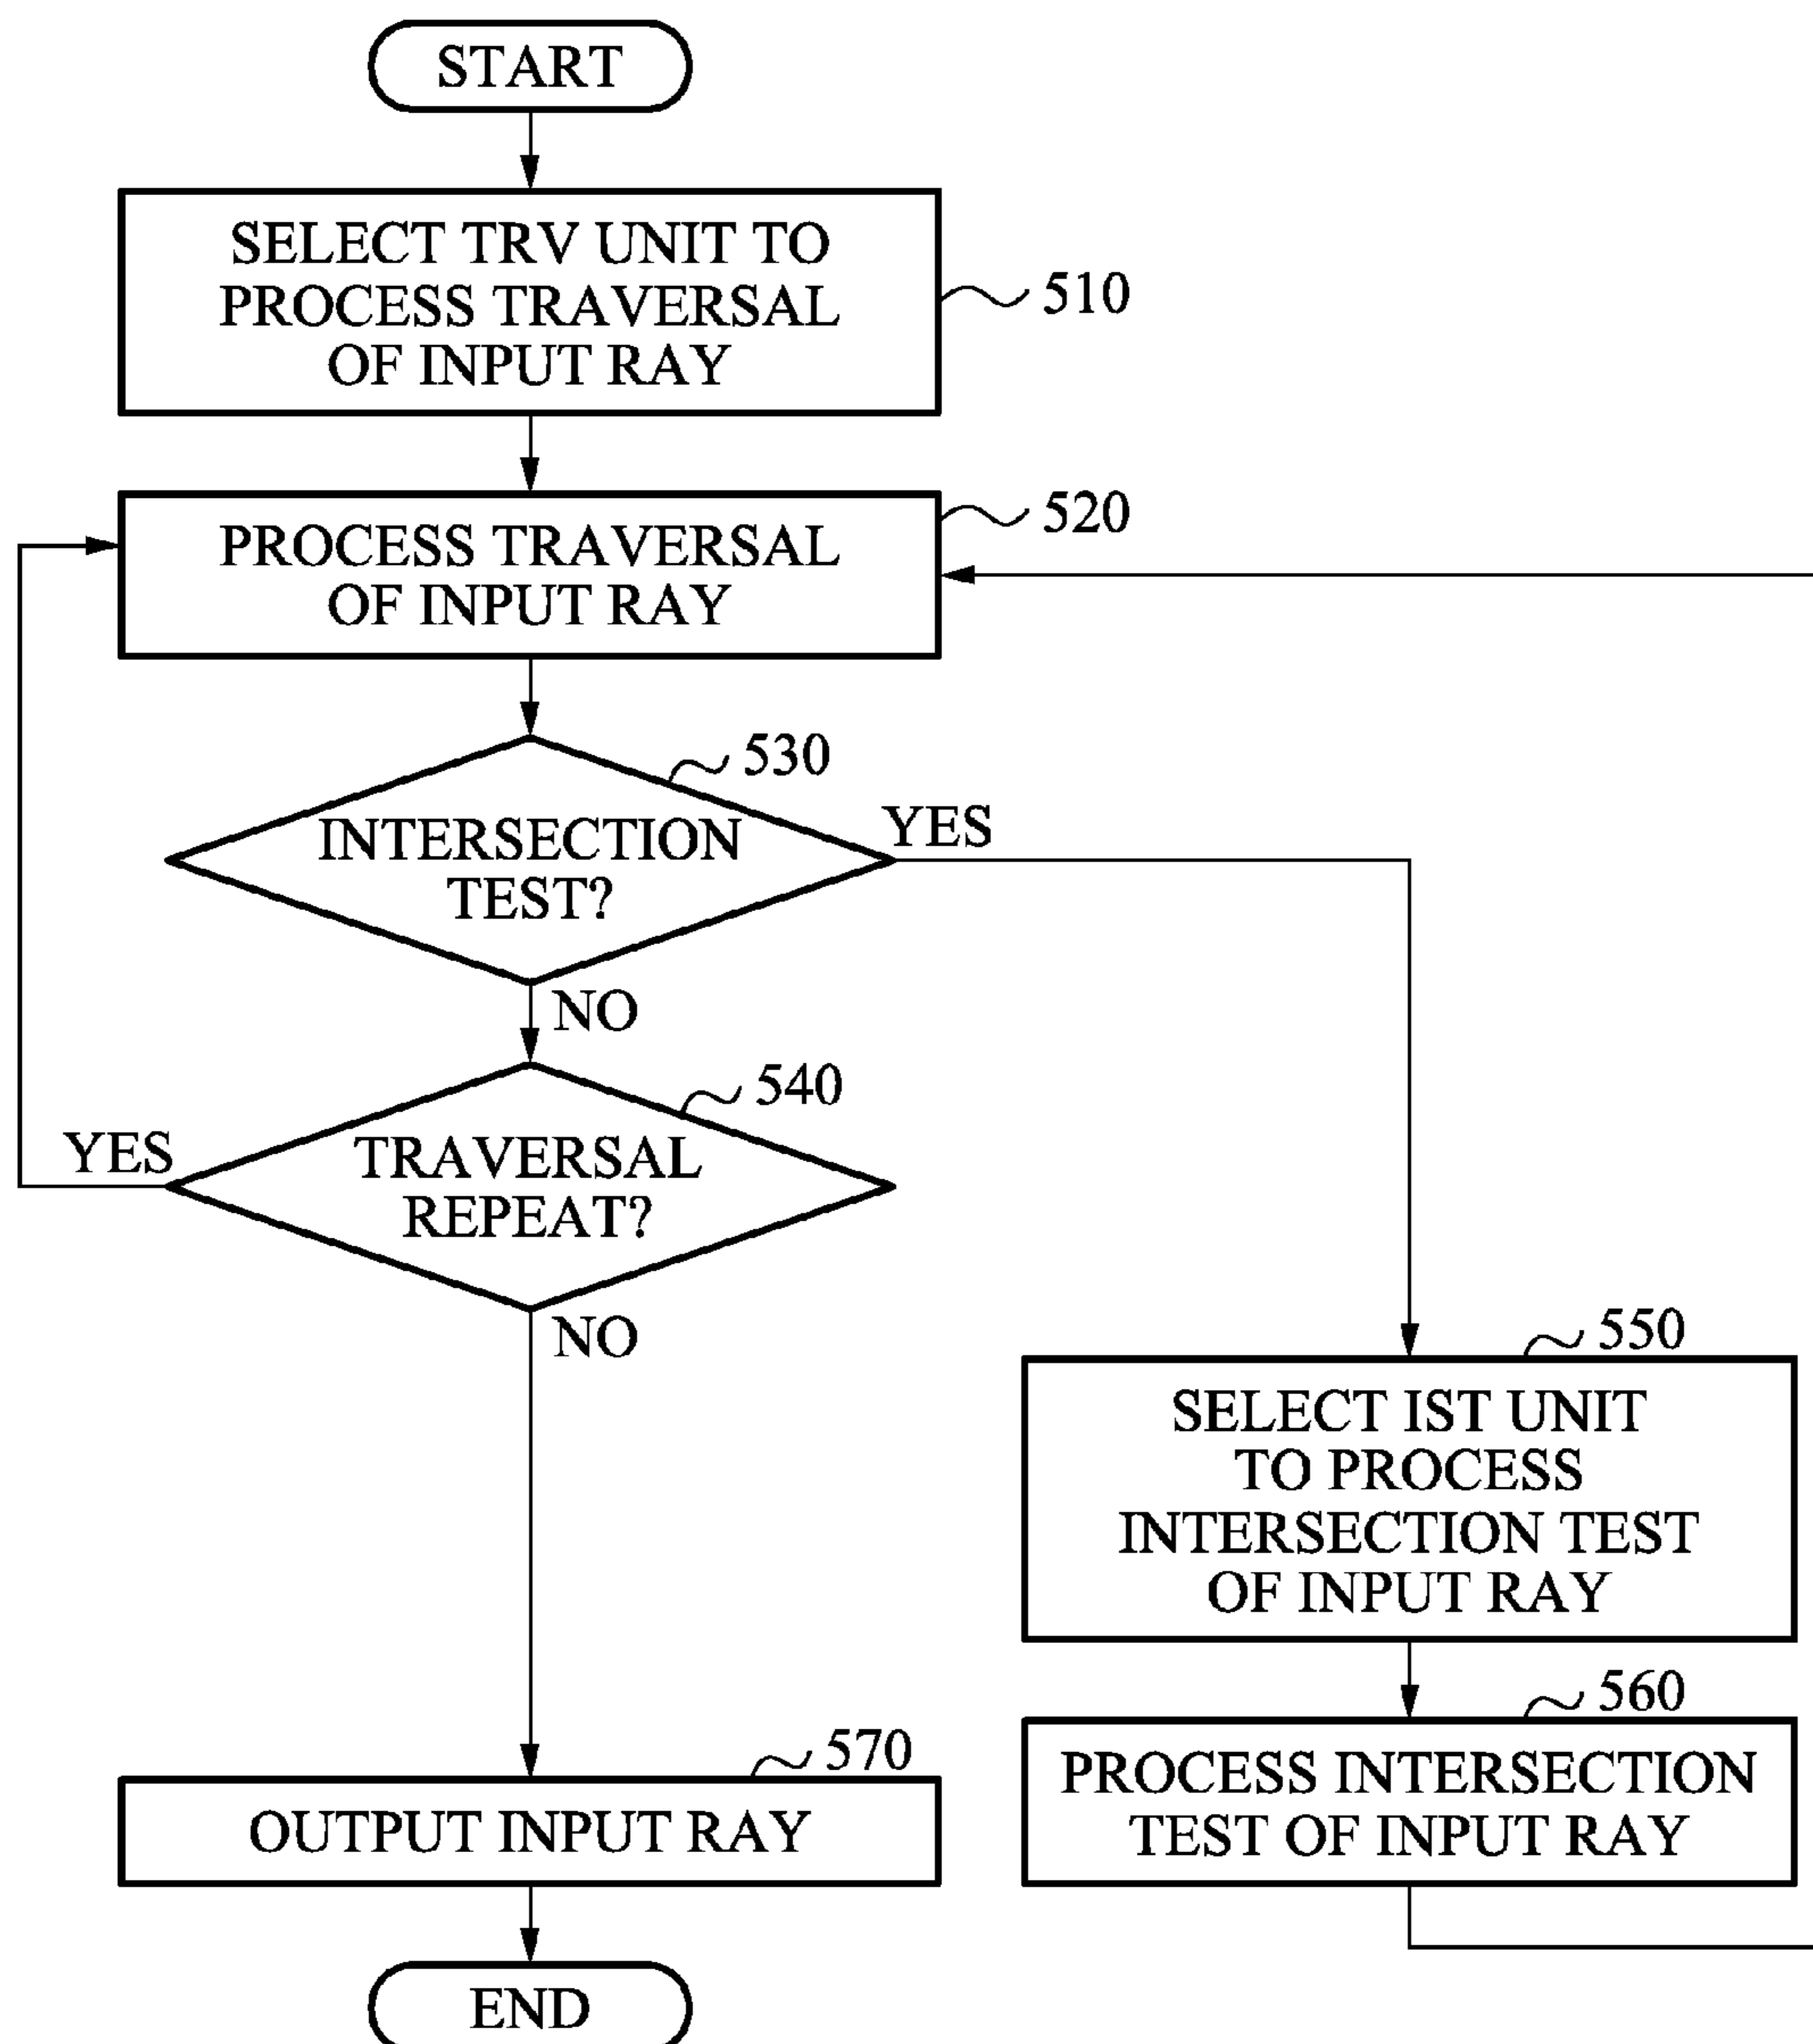 START
SELECT TRV UNIT TO
PROCESS TRAVERSAL
OF INPUT RAY
510
PROCESS TRAVERSAL
OF INPUT RAY
520
530
INTERSECTION
TEST?
YES
NO
540
TRAVERSAL
REPEAT?
YES
NO
550
SELECT IST UNIT
TO PROCESS
INTERSECTION TEST
OF INPUT RAY
560
PROCESS INTERSECTION
TEST OF INPUT RAY
570
OUTPUT INPUT RAY
END